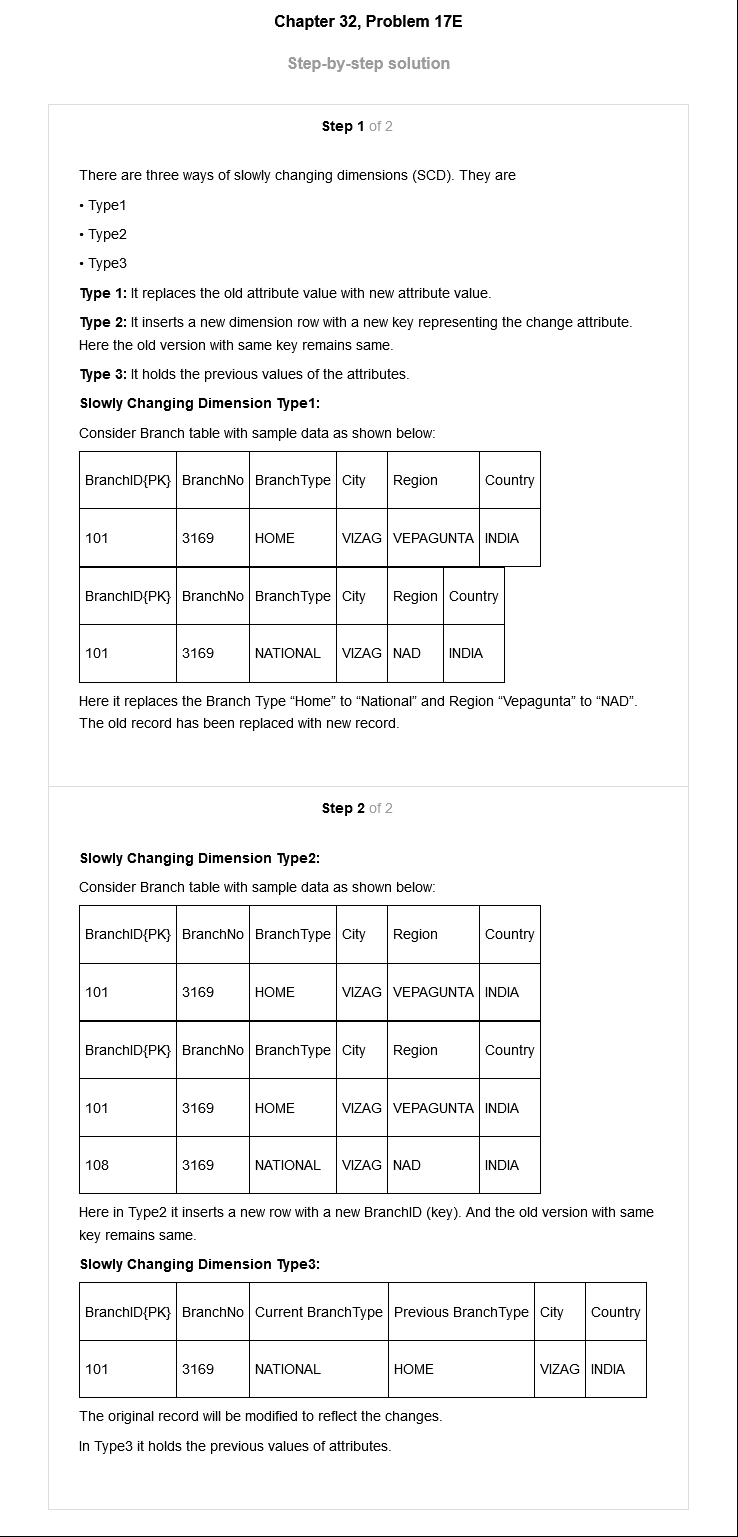 Chapter 32, Problem 17E
Step-by-step solution
Step 1 of 2
There are three ways of slowly changing dimensions (SCD). They are
• Type1
• Type2
• Type3
Type 1: It replaces the old attribute value with new attribute value.
Type 2: It inserts a new dimension row with a new key representing the change attribute.
Here the old version with same key remains same.
Type 3: It holds the previous values of the attributes.
Slowly Changing Dimension Type1:
Consider Branch table with sample data as shown below:
BranchID{PK} BranchNo BranchType City Region Country
101 3169 HOME VIZAG VEPAGUNTA INDIA
BranchID{PK} BranchNo BranchType City Region Country
101 3169 NATIONAL VIZAG NAD INDIA
Here it replaces the Branch Type “Home” to “National” and Region “Vepagunta” to “NAD”.
The old record has been replaced with new record.
Step 2 of 2
Slowly Changing Dimension Type2:
Consider Branch table with sample data as shown below:
BranchID{PK} BranchNo BranchType City Region Country
101 3169 HOME VIZAG VEPAGUNTA INDIA
BranchID{PK} BranchNo BranchType City Region Country
101 3169 HOME VIZAG VEPAGUNTA INDIA
108 3169 NATIONAL VIZAG NAD INDIA
Here in Type2 it inserts a new row with a new BranchID (key). And the old version with same
key remains same.
Slowly Changing Dimension Type3:
BranchID{PK} BranchNo Current BranchType Previous BranchType City Country
101 3169 NATIONAL HOME VIZAG INDIA
The original record will be modified to reflect the changes.
In Type3 it holds the previous values of attributes.